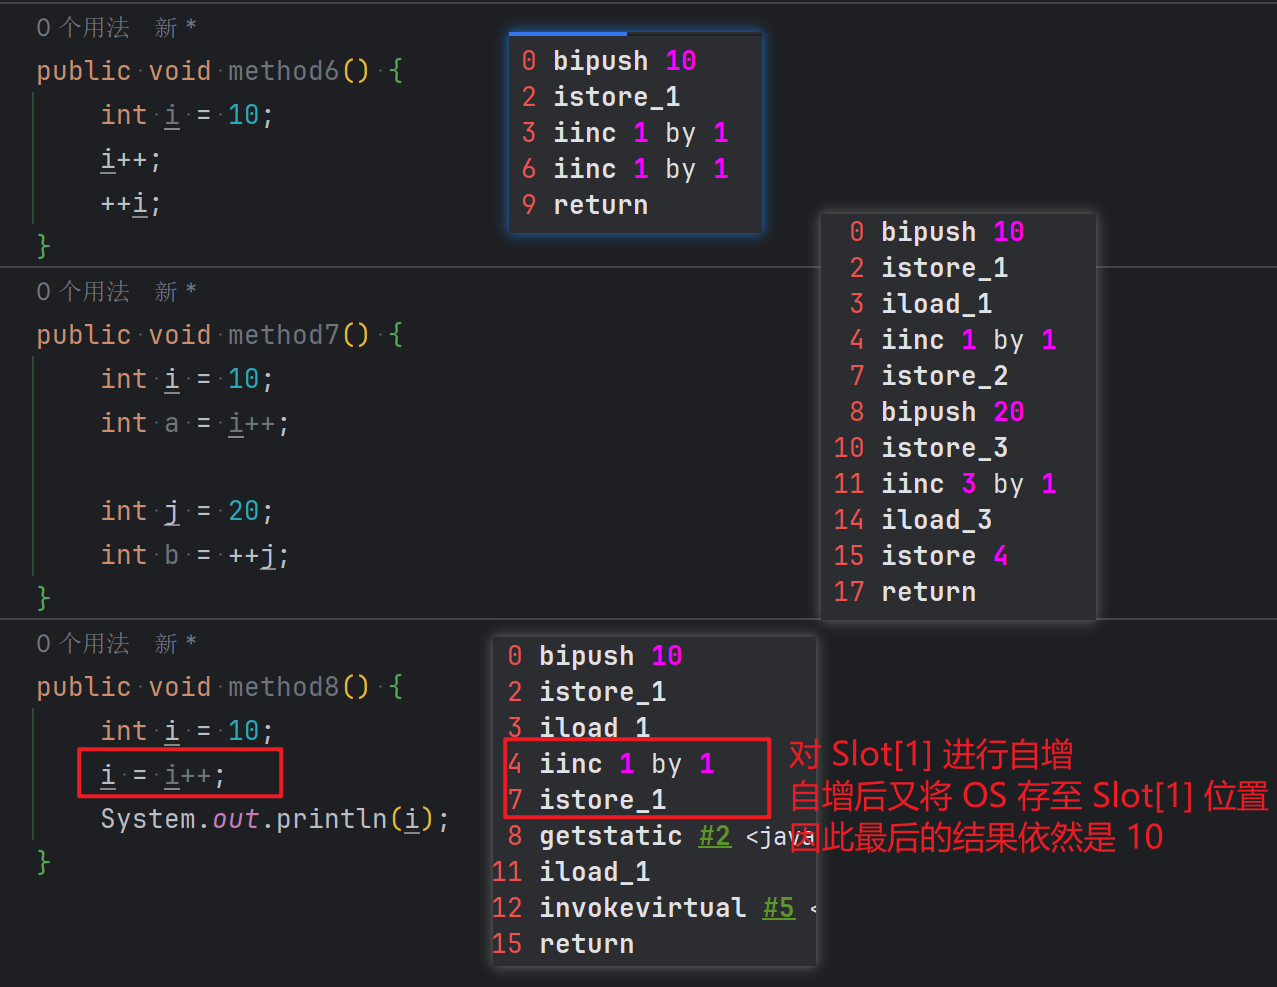 0 个用法 新 *
public void method6() {
int i = 10;
i++;
++i;
}
0 bipush 10
2 istore_1
3 iinc 1 by 1
6 iinc 1 by 1
9 return
0 个用法 新 *
public void method7() {
int i = 10;
int a = i++;
int j = 20;
int b = ++j;
}
0 bipush 10
2 istore_1
3 iload_1
4 iinc 1 by 1
7 istore_2
8 bipush 20
10 istore_3
11 iinc 3 by 1
14 iload_3
15 istore 4
17 return
0 个用法 新 *
public void method8() {
int i = 10;
i = i++;
System.out.println(i);
}
0 bipush 10
2 istore_1
3 iload_1
4 iinc 1 by 1
7 istore_1
8 getstatic #2 <java
11 iload_1
12 invokevirtual #5 <
15 return
对 Slot[1] 进行自增
自增后又将 OS 存至 Slot[1] 位置
因此最后的结果依然是 10